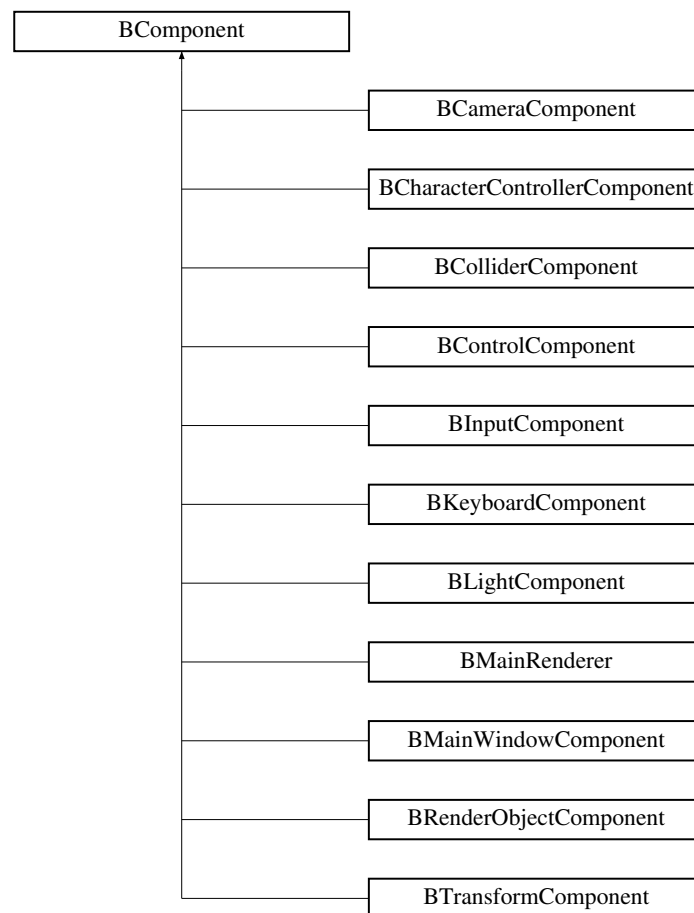 BComponent
BCameraComponent
BCharacterControllerComponent
BColliderComponent
BControlComponent
BInputComponent
BKeyboardComponent
BLightComponent
BMainRenderer
BMainWindowComponent
BRenderObjectComponent
BTransformComponent